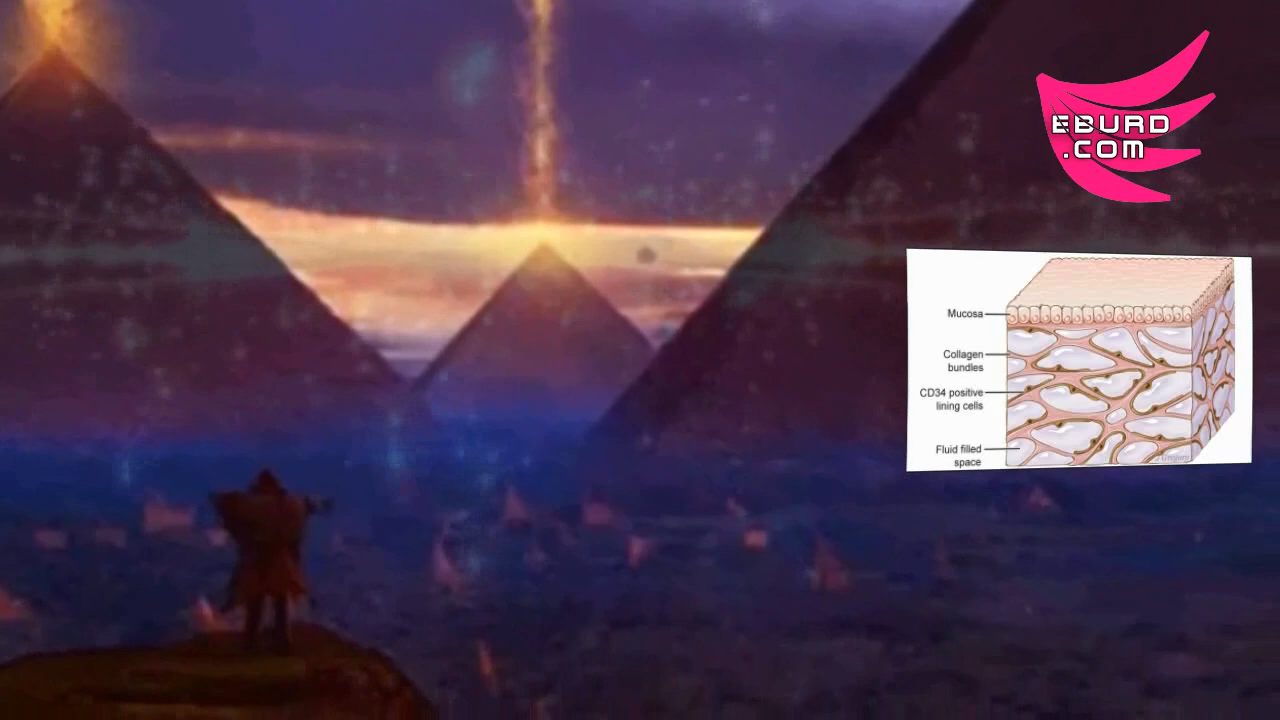 EBURD
.COM
Mucosa
Collagen
bundles
CD34 positive
lining cells
Fluid filled
space